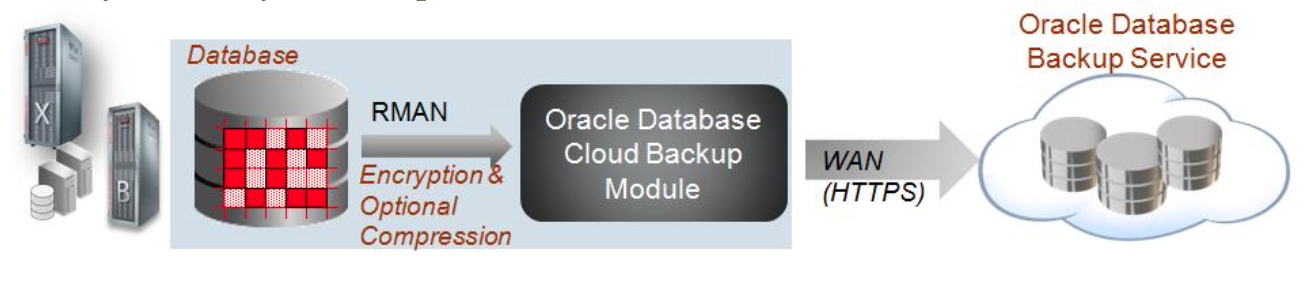 Oracle Database
Backup Service
Database
RMAN
Encryption &
Optional
Compression
Oracle Database
Cloud Backup
Module
WAN
(HTTPS)
X
B